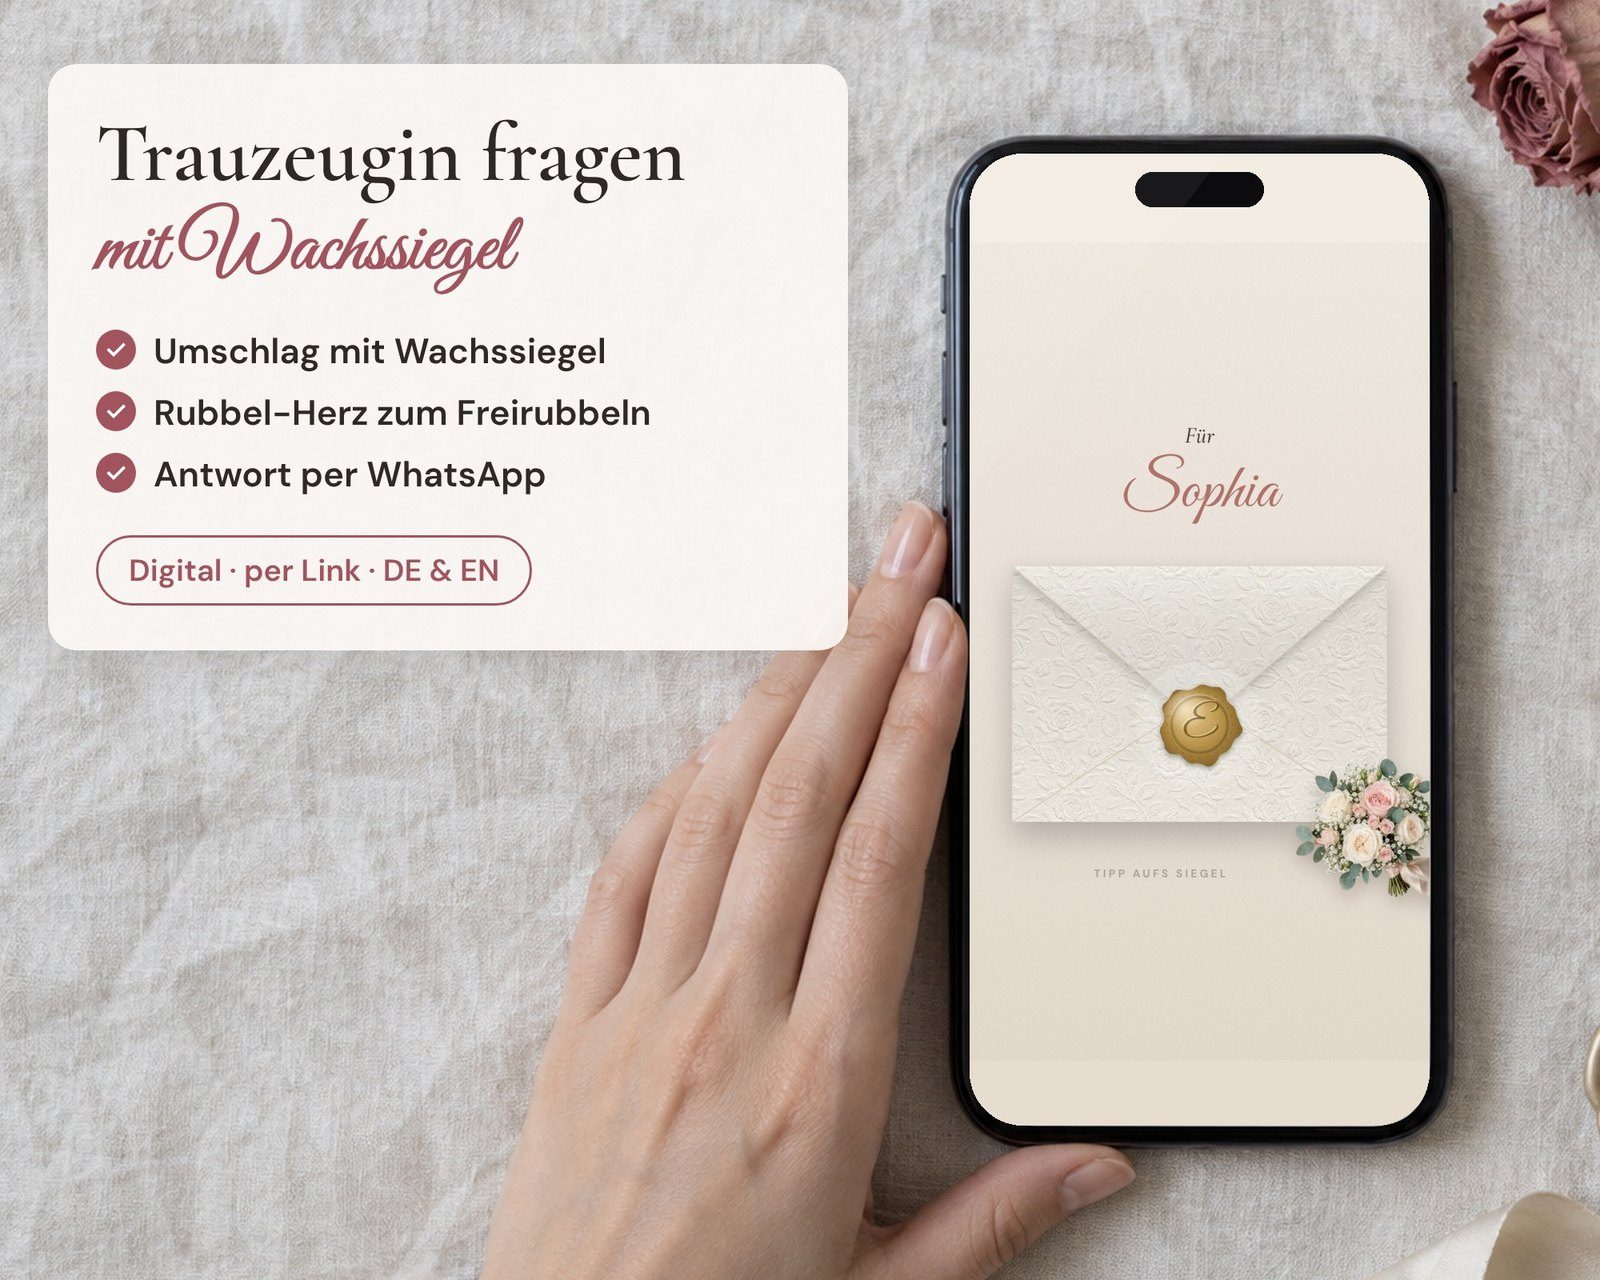 Trauzeugin fragen
mit Wachssiegel
Umschlag mit Wachssiegel
Rubbel-Herz zum Freirubbeln
Antwort per WhatsApp
Digital · per Link · DE & EN
Für
Sophia
E
TIPP AUFS SIEGEL